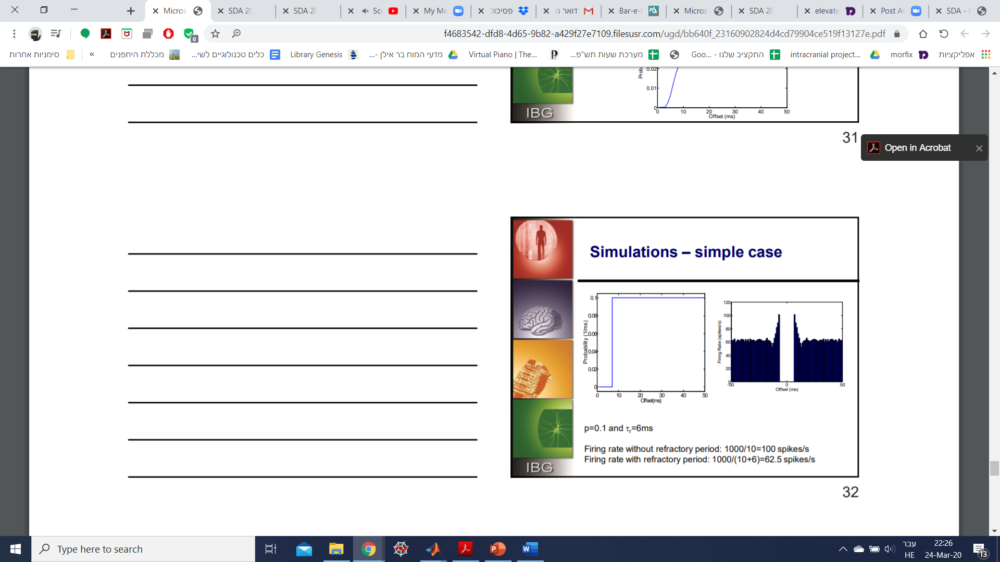 Micros
SDA 20
SDA 20
Sc
My Me
פסיכול
דואר נכ
Bar-e-
Micros
SDA 20
elevate
Post A
SDA -
f4683542-dfd8-4d65-9b82-a429f27e7109.filesusr.com/ugd/bb640f_23160902824d4cd79904ce519f13127e.pdf
0
אפליקציות
morfix
intracranial project...
התקציב שלנו - Goo...
מערכת שעות תש"פ...
Virtual Piano | The...
מדעי המוח בר אילן -...
Library Genesis
כלים טכנולוגיים לשי...
מכללת היחפנים
«
סימניות אחרות
Prob
0.02
0.01
0
0 10 20 30 40 50
Offset (ms)
IBG
31
Open in Acrobat
Simulations – simple case
Probability (1/ms)
0.1
0.08
0.06
0.04
0.02
0
0 10 20 30 40 50
Offset(ms)
Firing Rate (spikes/s)
120
100
80
60
40
20
0
-50 0 50
Offset (ms)
p=0.1 and τr=6ms
Firing rate without refractory period: 1000/10=100 spikes/s
Firing rate with refractory period: 1000/(10+6)=62.5 spikes/s
IBG
32
Type here to search
עבר
HE
22:26
24-Mar-20
13